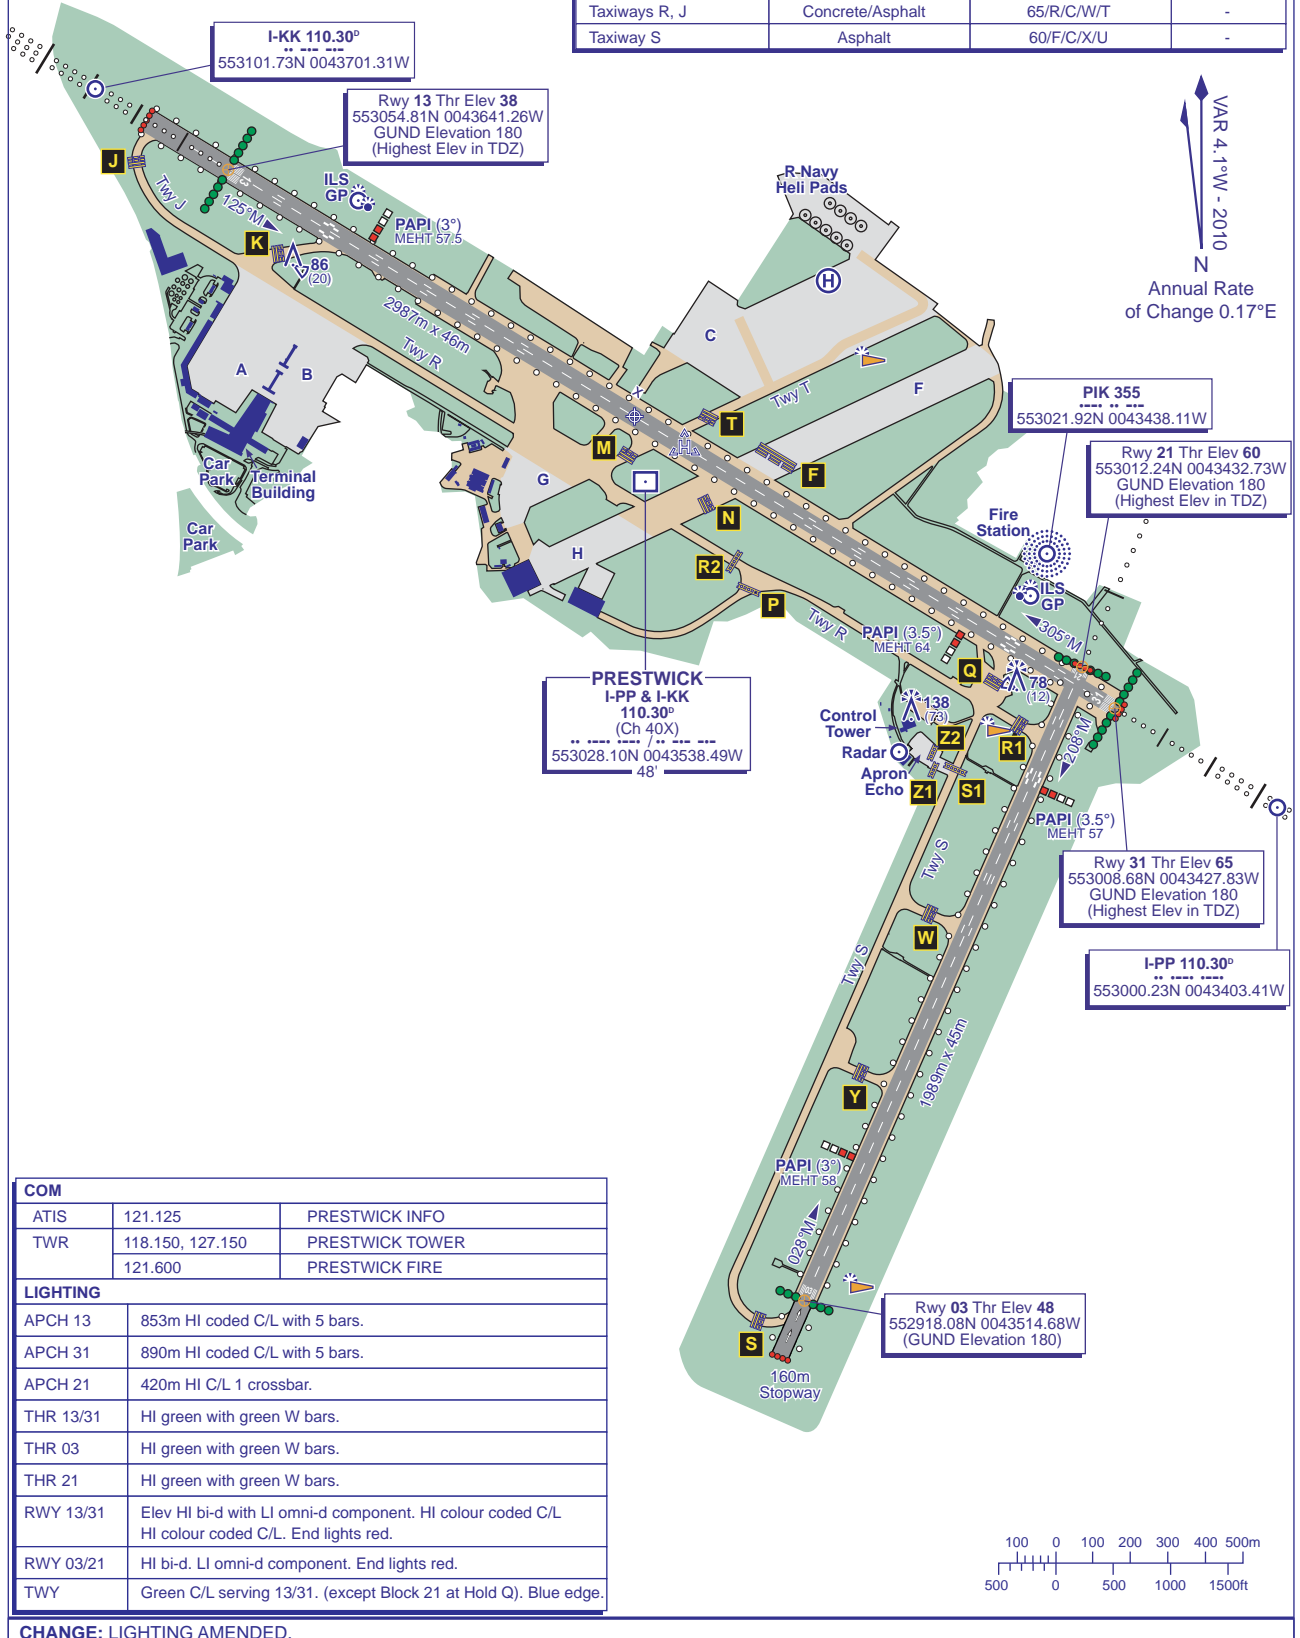 Taxiways R, J Concrete/Asphalt 65/R/C/W/T -
Taxiway S Asphalt 60/F/C/X/U -
I-KK 110.30ᴰ
553101.73N 0043701.31W
Rwy 13 Thr Elev 38
553054.81N 0043641.26W
GUND Elevation 180
(Highest Elev in TDZ)
VAR 4.1°W - 2010
N
Annual Rate
of Change 0.17°E
J
Twy J
125°M
ILS
GP
PAPI (3°)
MEHT 57.5
K
86
(20)
R-Navy
Heli Pads
H
2987m x 46m
Twy R
C
A
B
Twy T
F
X
T
H
M
F
PIK 355
553021.92N 0043438.11W
Rwy 21 Thr Elev 60
553012.24N 0043432.73W
GUND Elevation 180
(Highest Elev in TDZ)
Car
Park
Terminal
Building
Car
Park
G
N
H
R2
P
Fire
Station
ILS
GP
305°M
Twy R
PAPI (3.5°)
MEHT 64
Q
78
(12)
PRESTWICK
I-PP & I-KK
110.30ᴰ
(Ch 40X)
553028.10N 0043538.49W
48'
138
(73)
Control
Tower
Radar
Apron
Echo
Z2
R1
Z1
S1
208°M
PAPI (3.5°)
MEHT 57
Rwy 31 Thr Elev 65
553008.68N 0043427.83W
GUND Elevation 180
(Highest Elev in TDZ)
Twy S
W
I-PP 110.30ᴰ
553000.23N 0043403.41W
Twy S
1989m x 45m
Y
PAPI (3°)
MEHT 58
028°M
03
S
160m
Stopway
Rwy 03 Thr Elev 48
552918.08N 0043514.68W
(GUND Elevation 180)
COM
ATIS 121.125 PRESTWICK INFO
TWR 118.150, 127.150 PRESTWICK TOWER
121.600 PRESTWICK FIRE
LIGHTING
APCH 13 853m HI coded C/L with 5 bars.
APCH 31 890m HI coded C/L with 5 bars.
APCH 21 420m HI C/L 1 crossbar.
THR 13/31 HI green with green W bars.
THR 03 HI green with green W bars.
THR 21 HI green with green W bars.
RWY 13/31 Elev HI bi-d with LI omni-d component. HI colour coded C/L
HI colour coded C/L. End lights red.
RWY 03/21 HI bi-d. LI omni-d component. End lights red.
TWY Green C/L serving 13/31. (except Block 21 at Hold Q). Blue edge.
100 0 100 200 300 400 500m
500 0 500 1000 1500ft
CHANGE: LIGHTING AMENDED.